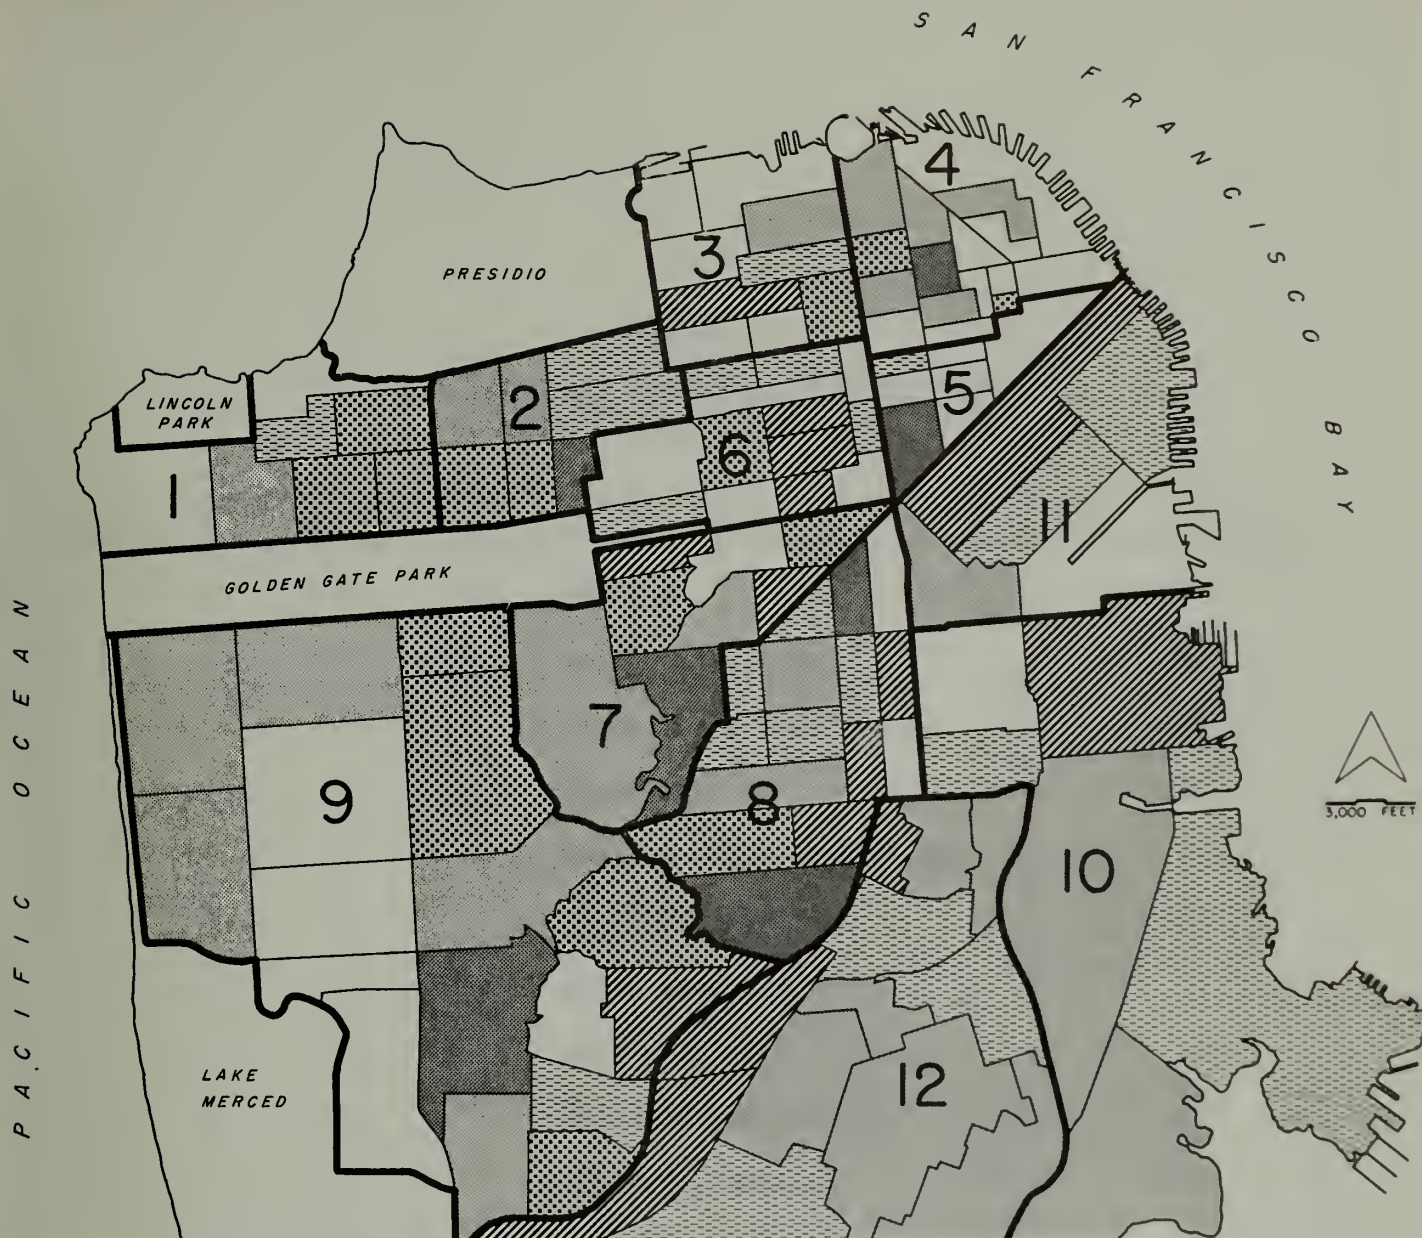 SAN FRANCISCO BAY
4
3
PRESIDIO
LINCOLN
PARK
2
5
6
1
11
GOLDEN GATE PARK
PACIFIC OCEAN
7
9
8
3,000 FEET
10
12
LAKE
MERCED